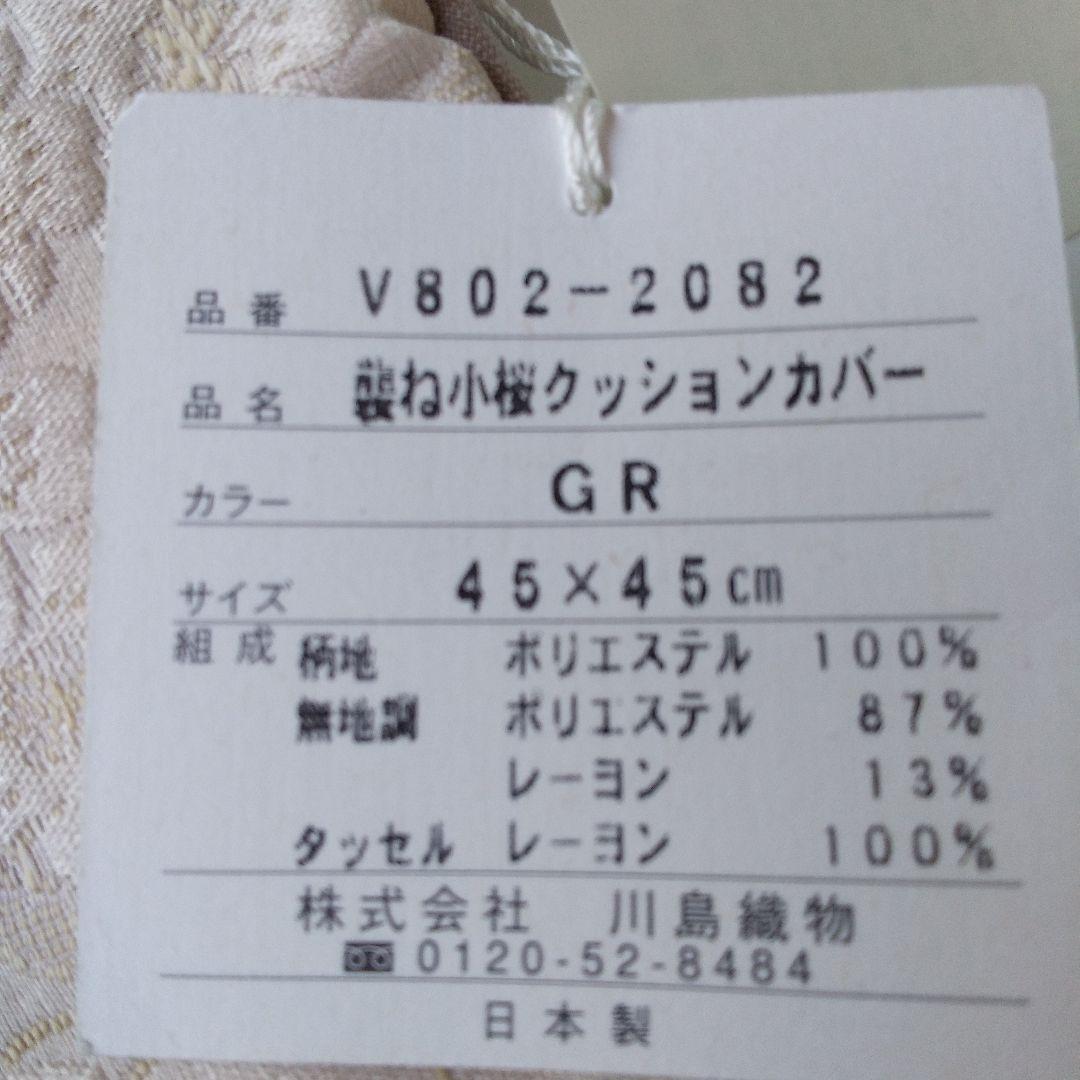 品番 V802-2082
品名 襲ね小桜クッションカバー
カラー GR
サイズ 45×45cm
組成 柄地 ポリエステル 100%
無地調 ポリエステル 87%
レーヨン 13%
タッセル レーヨン 100%
株式会社 川島織物
0120-52-8484
日本製